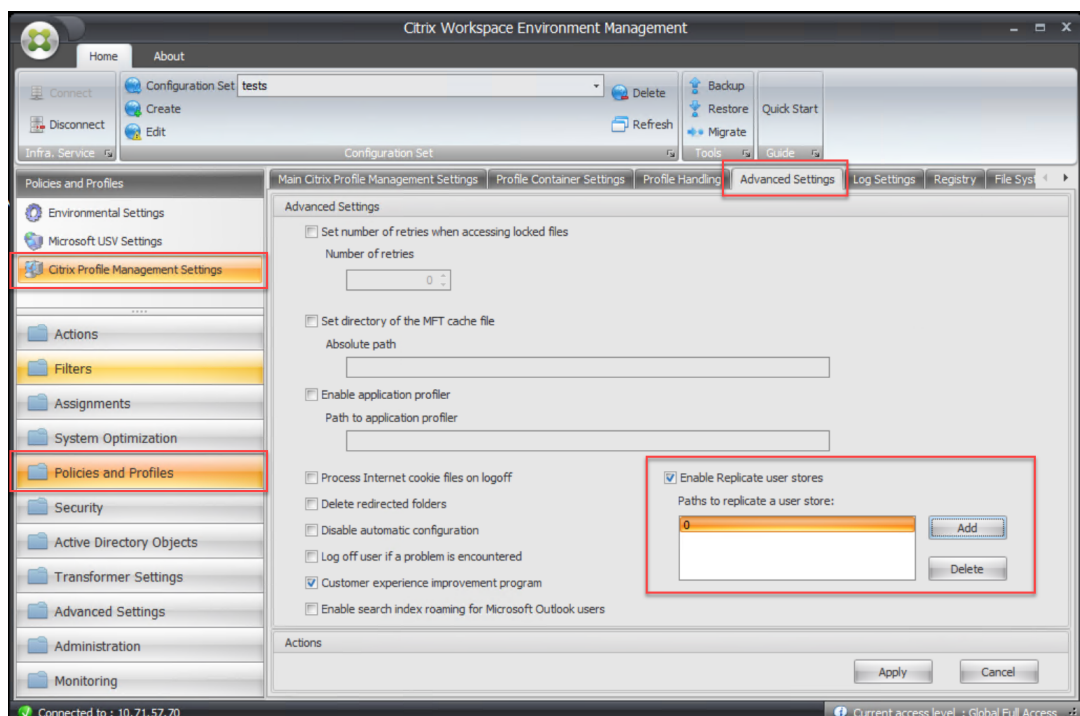 Citrix Workspace Environment Management
Home About
Connect
Disconnect
Infra. Service
Configuration Set tests
Create
Edit
Delete
Refresh
Configuration Set
Backup
Restore
Migrate
Tools
Quick Start
Guide
Policies and Profiles
Environmental Settings
Microsoft USV Settings
Citrix Profile Management Settings
Actions
Filters
Assignments
System Optimization
Policies and Profiles
Security
Active Directory Objects
Transformer Settings
Advanced Settings
Administration
Monitoring
Main Citrix Profile Management Settings Profile Container Settings Profile Handling Advanced Settings Log Settings Registry File Syst
Advanced Settings
Set number of retries when accessing locked files
Number of retries
0
Set directory of the MFT cache file
Absolute path
Enable application profiler
Path to application profiler
Process Internet cookie files on logoff
Delete redirected folders
Disable automatic configuration
Log off user if a problem is encountered
Customer experience improvement program
Enable search index roaming for Microsoft Outlook users
Enable Replicate user stores
Paths to replicate a user store:
0
Add
Delete
Actions
Apply Cancel
Connected to : 10.71.57.70
Current access level : Global Full Access